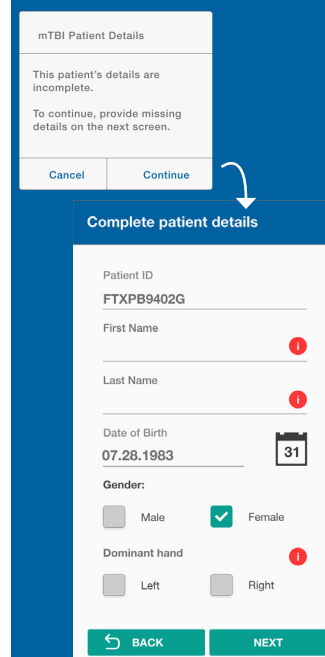 mTBI Patient Details
This patient's details are
incomplete.
To continue, provide missing
details on the next screen.
Cancel Continue
Complete patient details
Patient ID
FTXPB9402G
First Name
i
Last Name
i
Date of Birth
07.28.1983
31
Gender:
Male Female
Dominant hand
i
Left Right
BACK NEXT